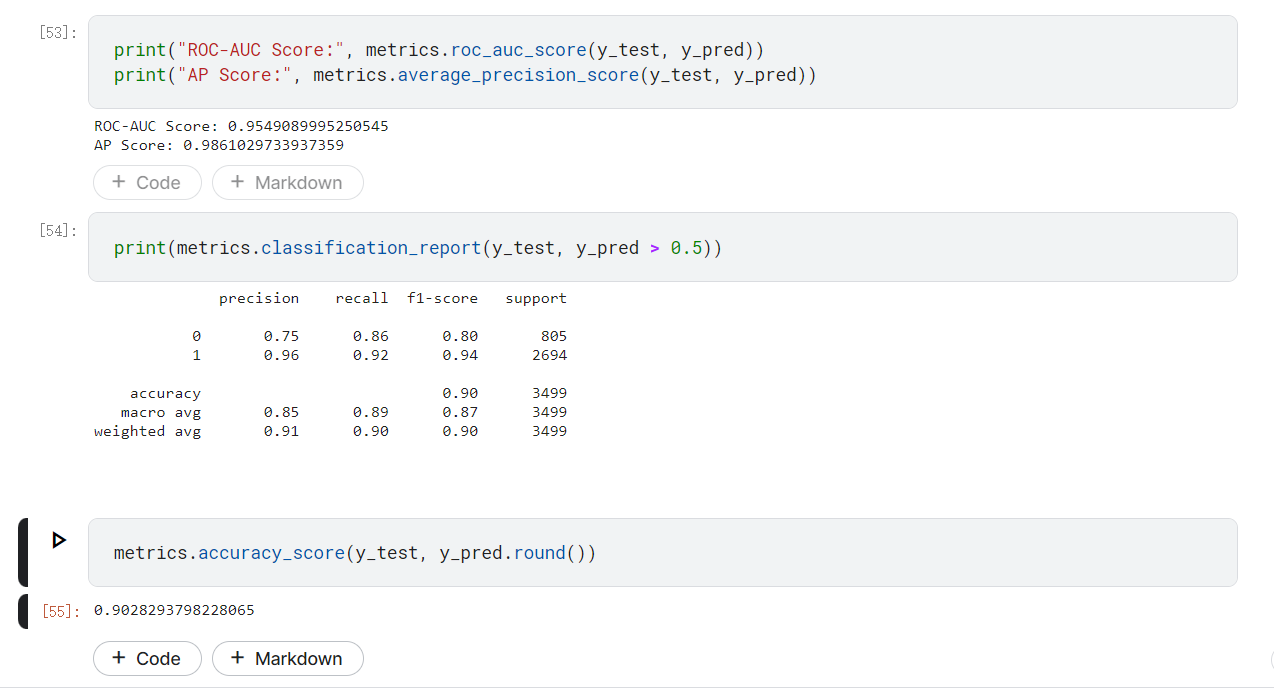 [53]:
print("ROC-AUC Score:", metrics.roc_auc_score(y_test, y_pred))
print("AP Score:", metrics.average_precision_score(y_test, y_pred))
ROC-AUC Score: 0.9549089995250545
AP Score: 0.9861029733937359
+ Code + Markdown
[54]:
print(metrics.classification_report(y_test, y_pred > 0.5))
precision recall f1-score support
0 0.75 0.86 0.80 805
1 0.96 0.92 0.94 2694
accuracy 0.90 3499
macro avg 0.85 0.89 0.87 3499
weighted avg 0.91 0.90 0.90 3499
metrics.accuracy_score(y_test, y_pred.round())
[55]: 0.9028293798228065
+ Code + Markdown